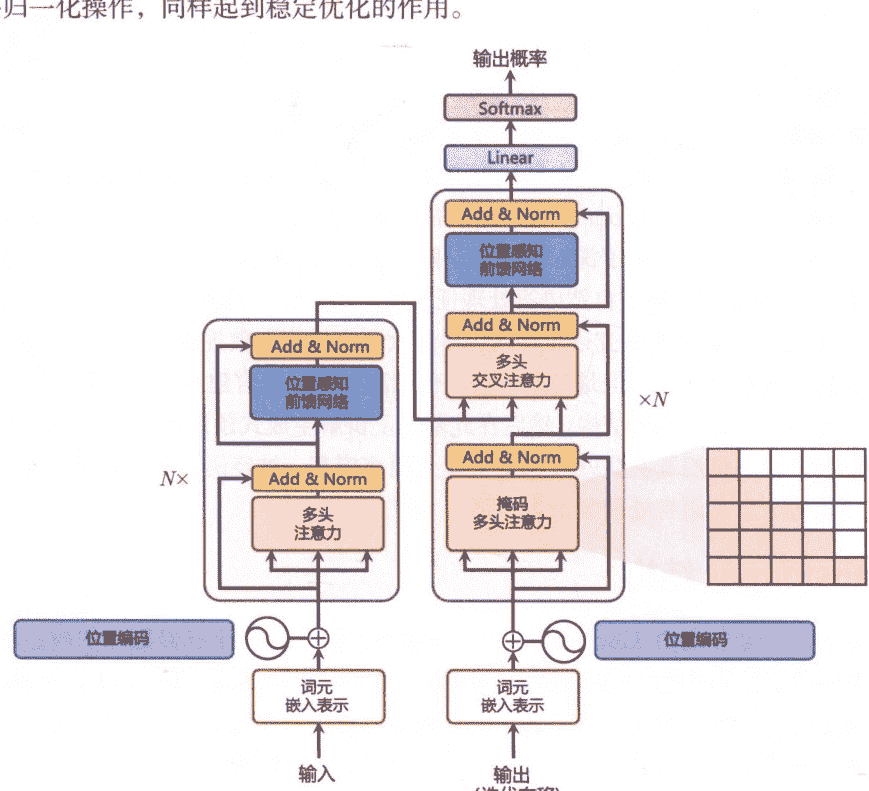 归一化操作，同样起到稳定优化的作用。
输出概率
Softmax
Linear
Add & Norm
位置感知
前馈网络
Add & Norm
多头
交叉注意力
×N
Add & Norm
掩码
多头注意力
Add & Norm
位置感知
前馈网络
N×
Add & Norm
多头
注意力
位置编码
位置编码
词元
嵌入表示
词元
嵌入表示
输入
输出